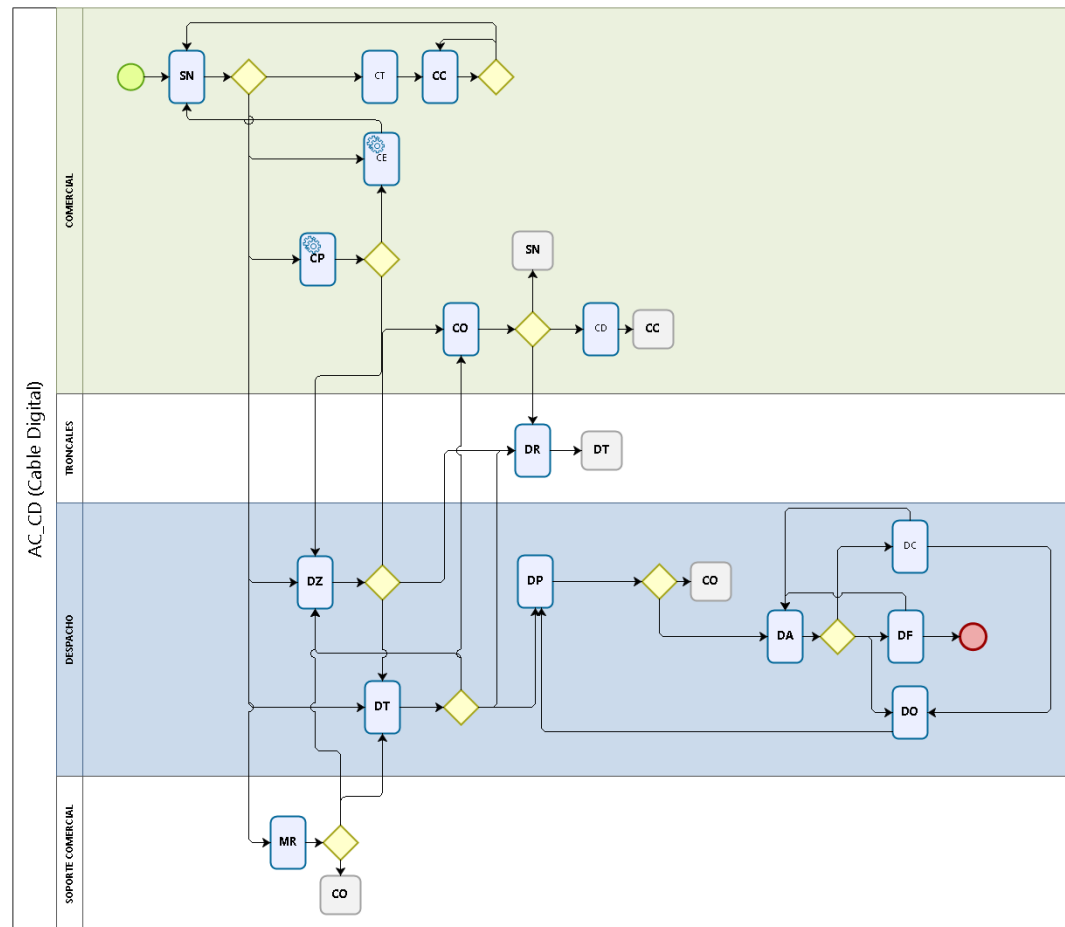 AC_CD (Cable Digital)
COMERCIAL
SN
CT
CC
CE
CP
SN
CO
CD
CC
TRONCALES
DR
DT
DESPACHO
DC
DZ
DP
CO
DA
DF
DT
DO
SOPORTE COMERCIAL
MR
CO